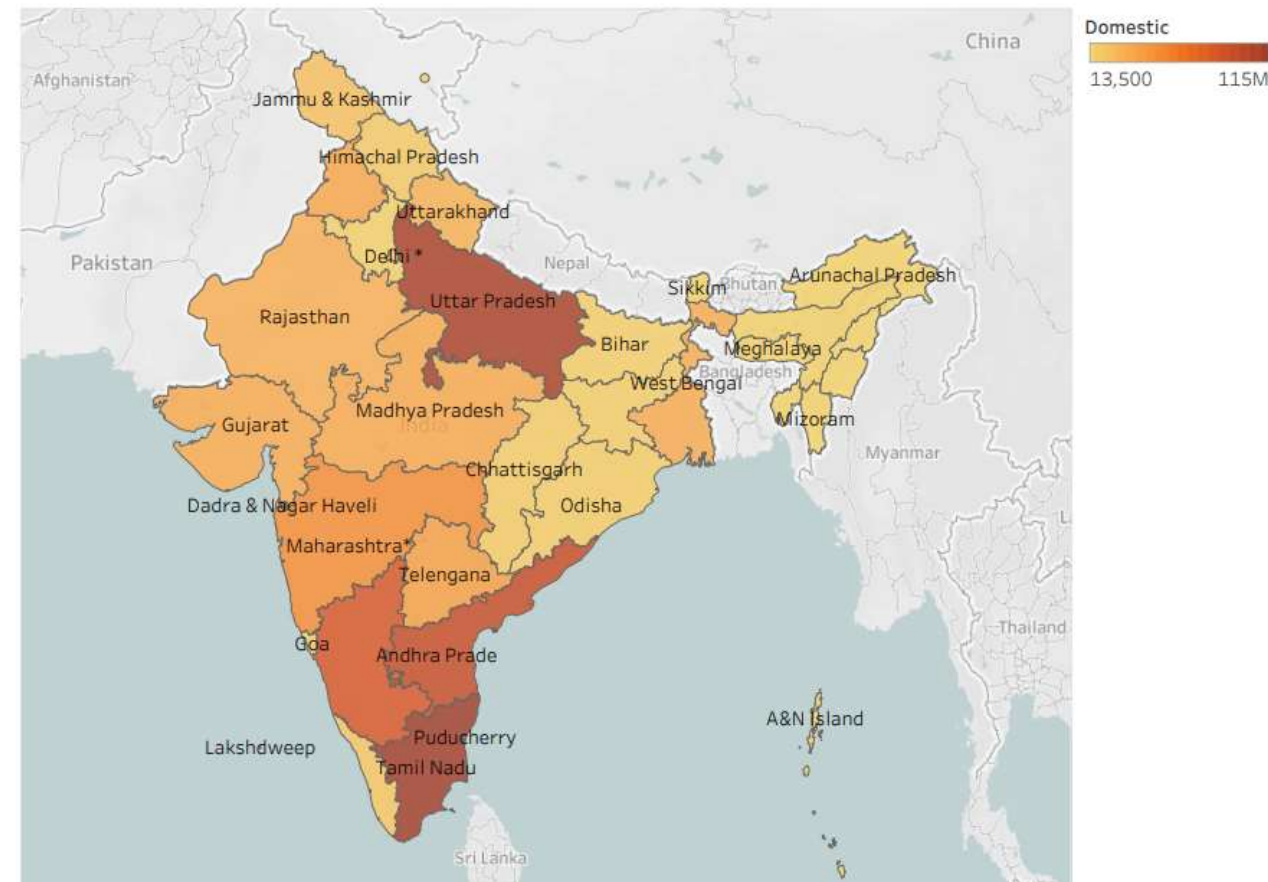 Domestic
13,500 115M
China
Afghanistan
Jammu & Kashmir
Himachal Pradesh
Uttarakhand
Pakistan
Delhi *
Nepal
Sikkim
Bhutan
Arunachal Pradesh
Uttar Pradesh
Rajasthan
Bihar
Meghalaya
Bangladesh
West Bengal
Madhya Pradesh
India
Gujarat
Mizoram
Myanmar
Chhattisgarh
Dadra & Nagar Haveli
Odisha
Maharashtra*
Telengana
Thailand
Goa
Andhra Prade
A&N Island
Puducherry
Lakshdweep
Tamil Nadu
Sri Lanka